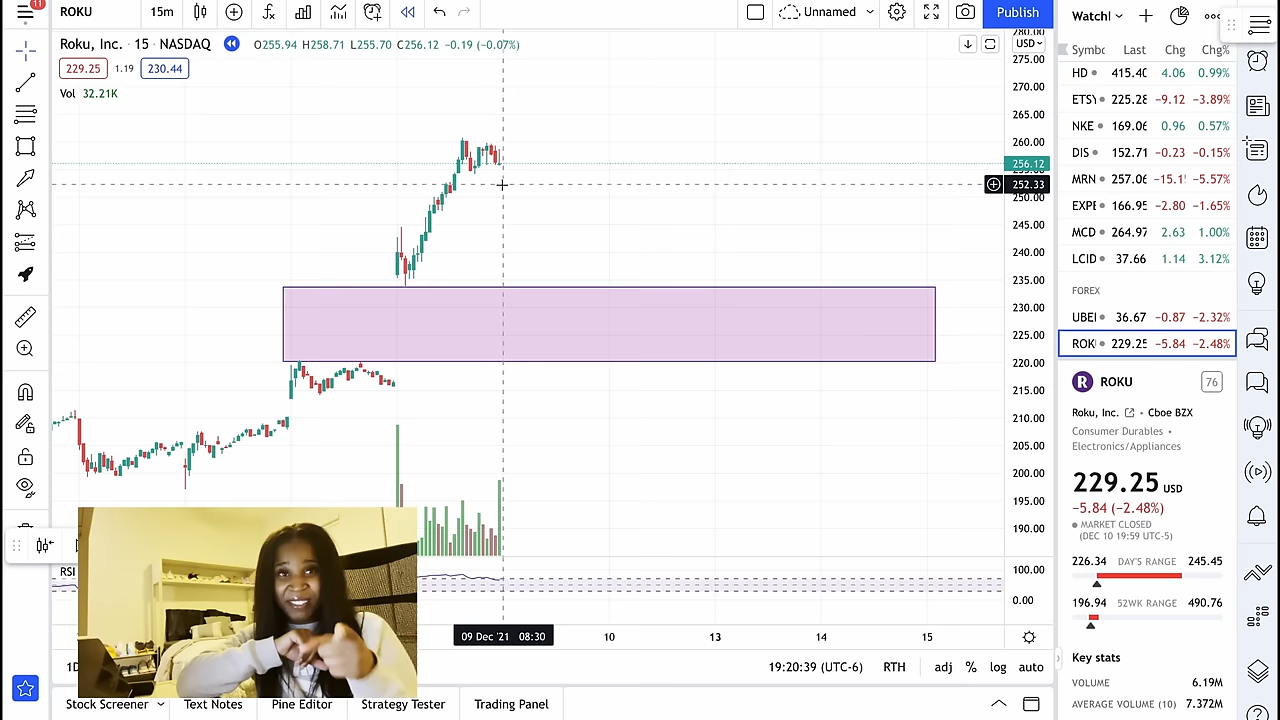 11
ROKU
15m
Unnamed
Publish
Watchl
Roku, Inc. · 15 · NASDAQ
O255.94 H258.71 L255.70 C256.12 −0.19 (−0.07%)
USD
229.25 1.19 230.44
Vol 32.21K
280.00
275.00
270.00
265.00
260.00
256.12
252.33
250.00
245.00
240.00
235.00
230.00
225.00
220.00
215.00
210.00
205.00
200.00
195.00
190.00
100.00
0.00
RSI
09 Dec '21 08:30
10
13
14
15
1D
19:20:39 (UTC-6)
RTH
adj
%
log
auto
Stock Screener
Text Notes
Pine Editor
Strategy Tester
Trading Panel
Symbc Last Chg Chg%
HD 415.40 4.06 0.99%
ETSY 225.28 −9.12 −3.89%
NKE 169.06 0.96 0.57%
DIS 152.71 −0.23 −0.15%
MRN 257.06 −15.1 −5.57%
EXPE 166.95 −2.80 −1.65%
MCD 264.97 2.63 1.00%
LCID 37.66 1.14 3.12%
FOREX
UBEI 36.67 −0.87 −2.32%
ROK 229.25 −5.84 −2.48%
R ROKU 76
Roku, Inc. • Cboe BZX
Consumer Durables •
Electronics/Appliances
229.25 USD
−5.84 (−2.48%)
MARKET CLOSED
(DEC 10 19:59 UTC-5)
226.34 DAY'S RANGE 245.45
196.94 52WK RANGE 490.76
Key stats
VOLUME 6.19M
AVERAGE VOLUME (10) 7.372M